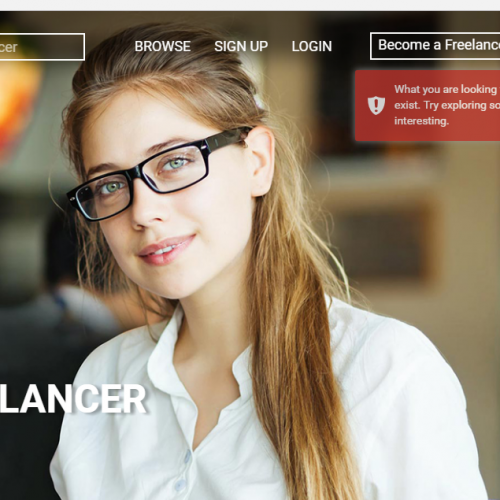 cer
BROWSE SIGN UP LOGIN
Become a Freelanc
What you are looking
exist. Try exploring so
interesting.
LANCER